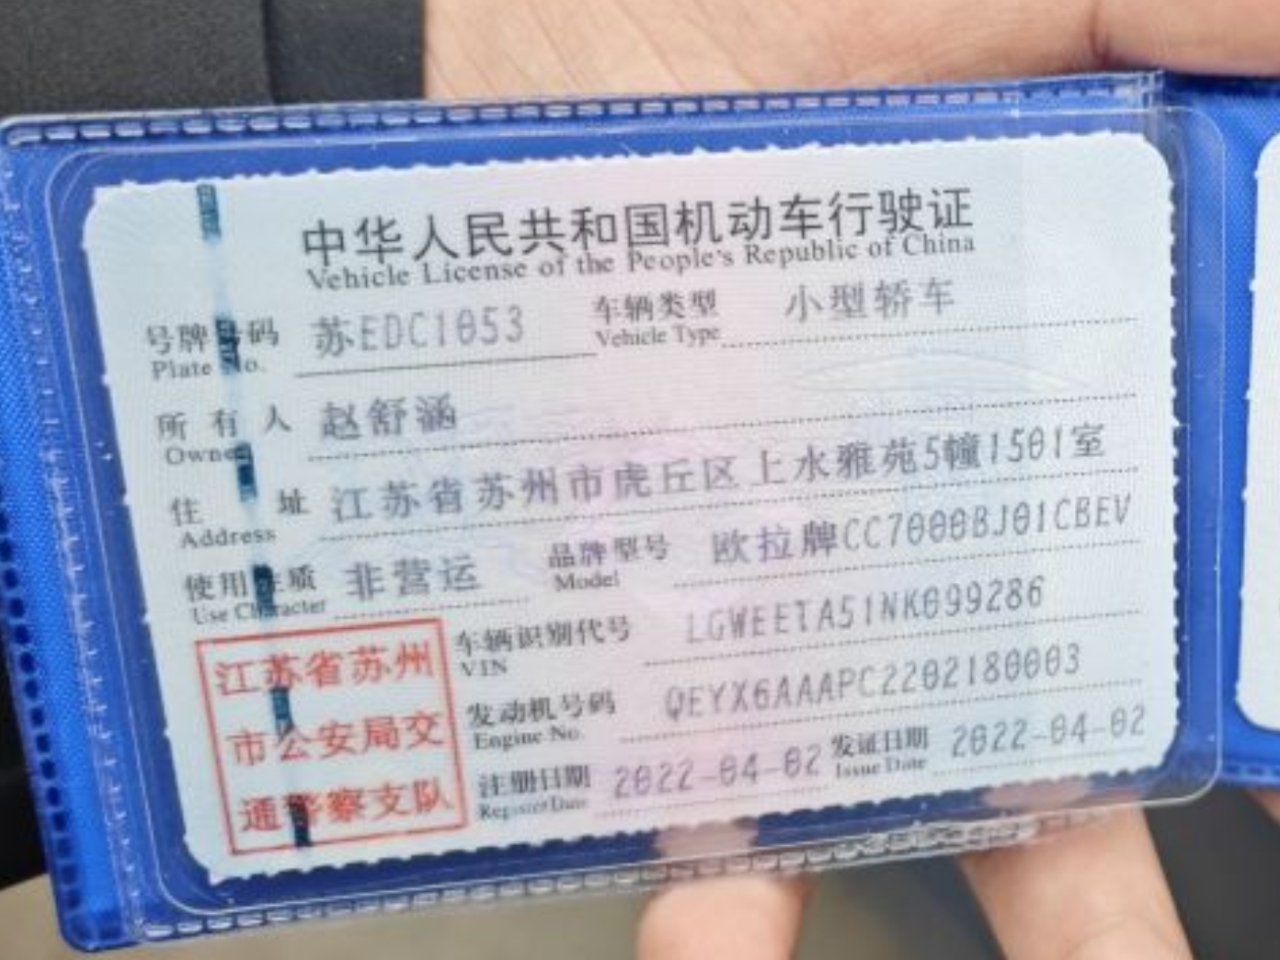 中华人民共和国机动车行驶证
Vehicle License of the People's Republic of China
号牌号码 苏EDC1053 车辆类型 小型轿车
Plate No. Vehicle Type
所有人 赵舒涵
Owner
住址 江苏省苏州市虎丘区上水雅苑5幢1501室
Address
使用性质 非营运 品牌型号 欧拉牌CC7000BJ01CBEV
Use Character Model
车辆识别代号 LGWEETA51NK099286
VIN
发动机号码 QEYX6AAAPC2202180003
Engine No.
注册日期 2022-04-02 发证日期 2022-04-02
Register Date Issue Date
江苏省苏州
市公安局交
通警察支队